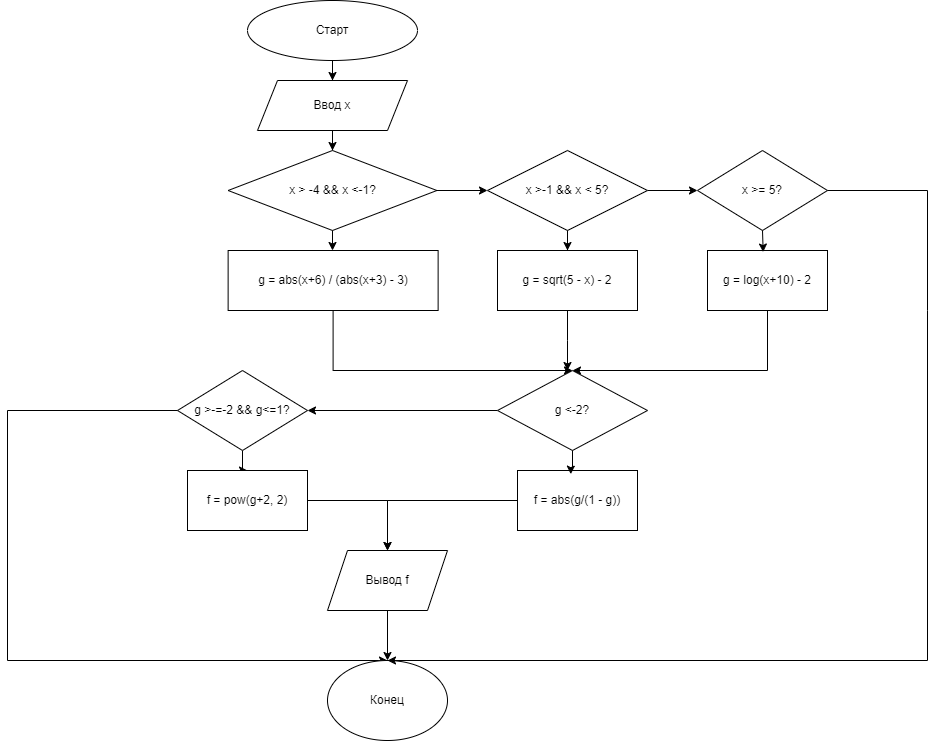 Старт
Ввод x
x > -4 && x <-1?
x >-1 && x < 5?
x >= 5?
g = abs(x+6) / (abs(x+3) - 3)
g = sqrt(5 - x) - 2
g = log(x+10) - 2
g >-=-2 && g<=1?
g <-2?
f = pow(g+2, 2)
f = abs(g/(1 - g))
Вывод f
Конец